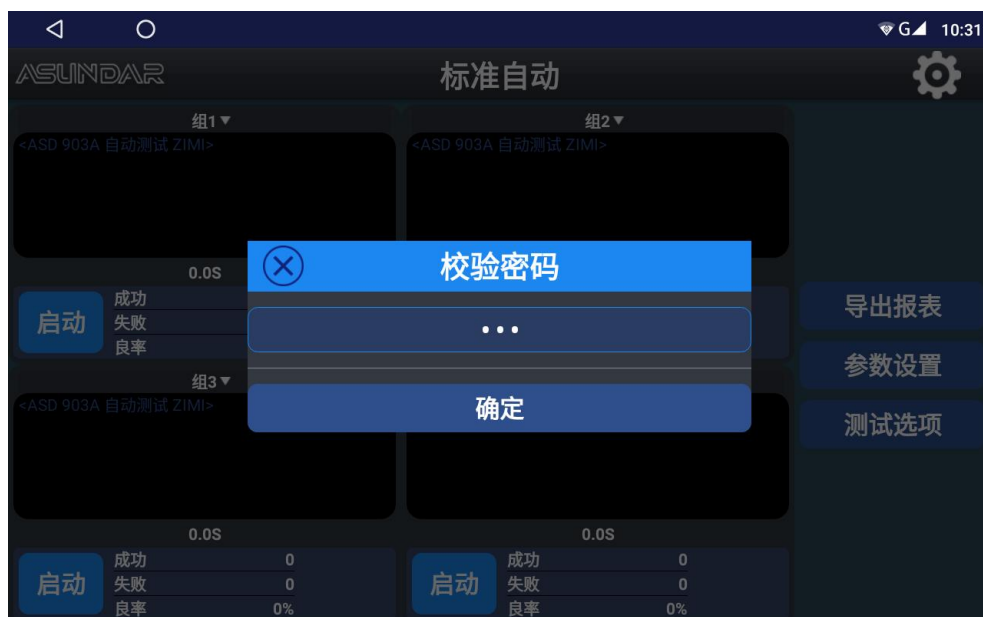 G 10:31
ASUNDAR
标准自动
组1▼
组2▼
<ASD 903A 自动测试 ZIMI>
<ASD 903A 自动测试 ZIMI>
0.0S
校验密码
•••
确定
启动
成功
失败
良率
导出报表
参数设置
测试选项
组3▼
<ASD 903A 自动测试 ZIMI>
0.0S
0.0S
启动
成功 0
失败 0
良率 0%
启动
成功 0
失败 0
良率 0%